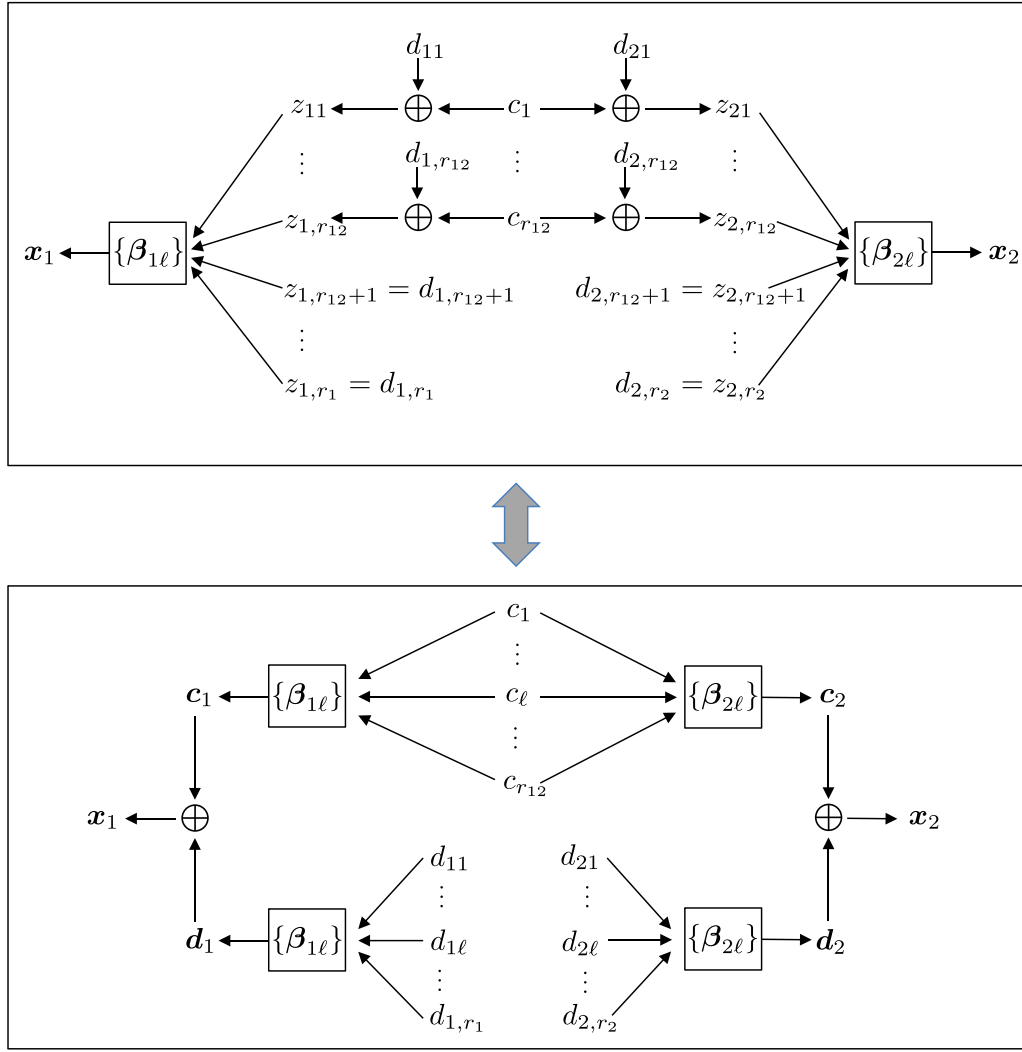 d₁₁ d₂₁
z₁₁ ⊕ c₁ ⊕ z₂₁
⋮ d₁,ᵣ₁₂ ⋮ d₂,ᵣ₁₂ ⋮
z₁,ᵣ₁₂ ⊕ cᵣ₁₂ ⊕ z₂,ᵣ₁₂
x₁ {β₁ℓ} {β₂ℓ} x₂
z₁,ᵣ₁₂₊₁ = d₁,ᵣ₁₂₊₁ d₂,ᵣ₁₂₊₁ = z₂,ᵣ₁₂₊₁
⋮ ⋮
z₁,ᵣ₁ = d₁,ᵣ₁ d₂,ᵣ₂ = z₂,ᵣ₂
c₁
⋮
c₁ {β₁ℓ} cℓ {β₂ℓ} c₂
⋮
cᵣ₁₂
x₁ ⊕ ⊕ x₂
d₁₁ d₂₁
⋮ ⋮
d₁ {β₁ℓ} d₁ℓ d₂ℓ {β₂ℓ} d₂
⋮ ⋮
d₁,ᵣ₁ d₂,ᵣ₂